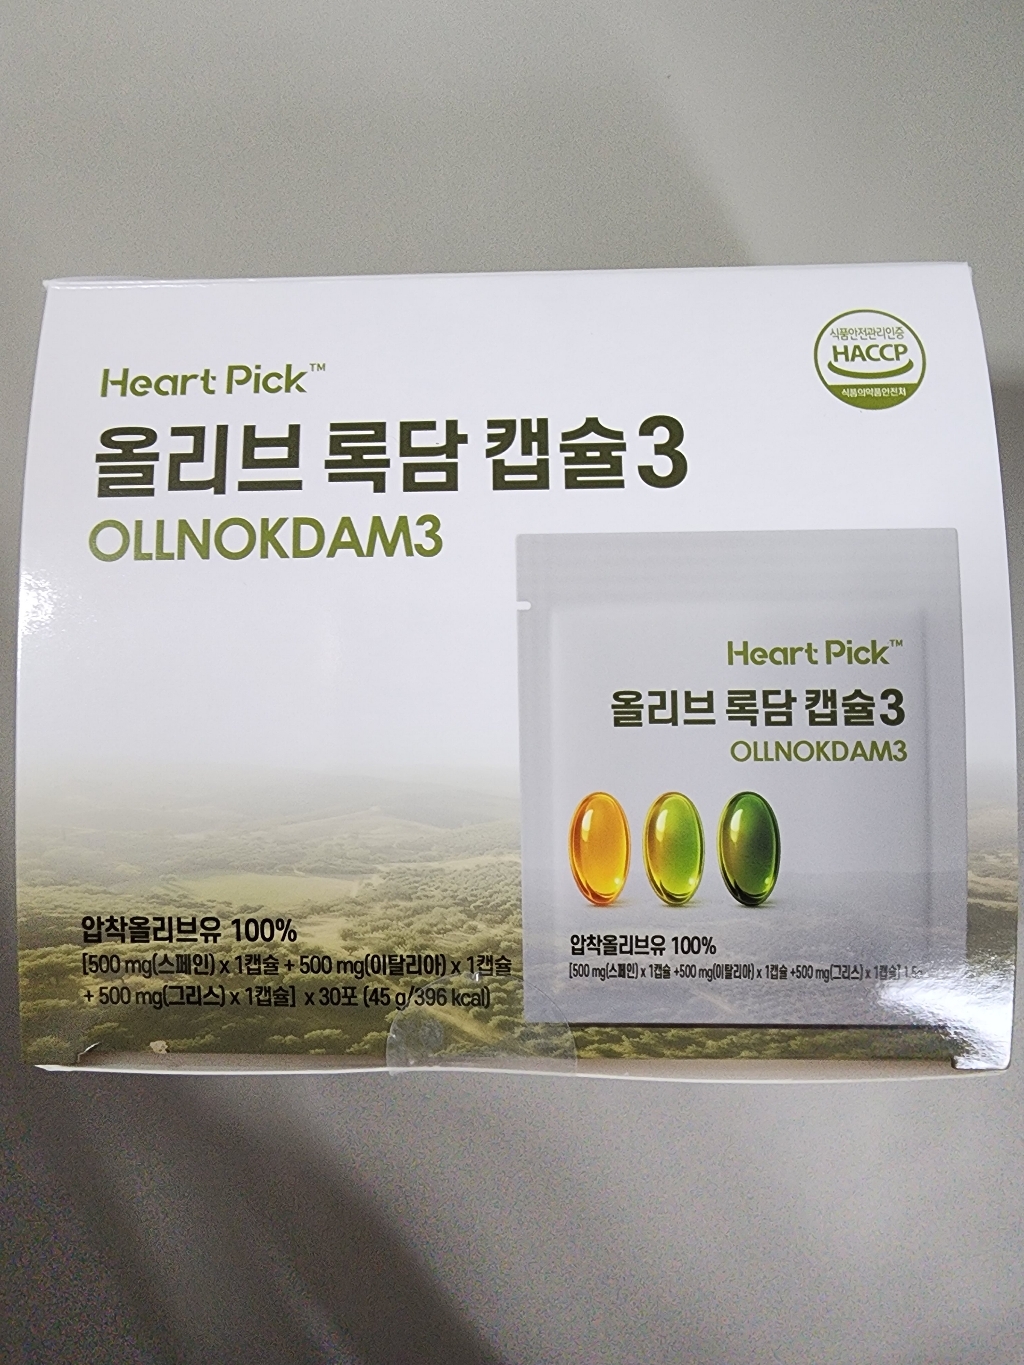 식품안전관리인증
HACCP
식품의약품안전처
Heart Pick™
올리브 록담 캡슐3
OLLNOKDAM3
압착올리브유 100%
[500 mg(스페인) x 1캡슐 + 500 mg(이탈리아) x 1캡슐
+ 500 mg(그리스) x 1캡슐] x 30포 (45 g/396 kcal)
Heart Pick™
올리브 록담 캡슐3
OLLNOKDAM3
압착올리브유 100%
[500 mg(스페인) x 1캡슐 +500 mg(이탈리아) x 1캡슐 +500 mg(그리스) x 1캡슐]